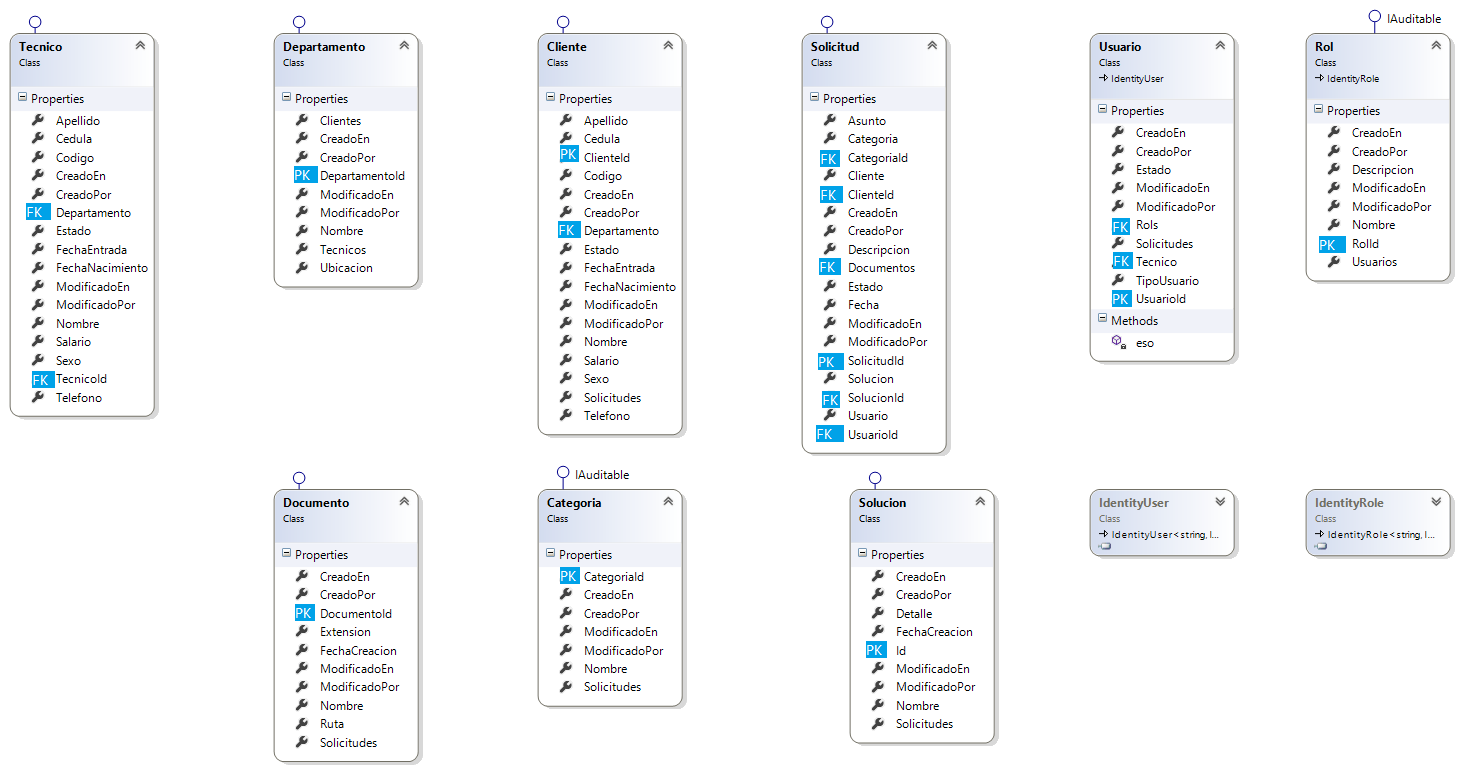 Tecnico
Class
Properties
Apellido
Cedula
Codigo
CreadoEn
CreadoPor
FK Departamento
Estado
FechaEntrada
FechaNacimiento
ModificadoEn
ModificadoPor
Nombre
Salario
Sexo
FK TecnicoId
Telefono
Departamento
Class
Properties
Clientes
CreadoEn
CreadoPor
PK DepartamentoId
ModificadoEn
ModificadoPor
Nombre
Tecnicos
Ubicacion
Cliente
Class
Properties
Apellido
Cedula
PK ClienteId
Codigo
CreadoEn
CreadoPor
FK Departamento
Estado
FechaEntrada
FechaNacimiento
ModificadoEn
ModificadoPor
Nombre
Salario
Sexo
Solicitudes
Telefono
Solicitud
Class
Properties
Asunto
Categoria
FK CategoriaId
Cliente
FK ClienteId
CreadoEn
CreadoPor
Descripcion
FK Documentos
Estado
Fecha
ModificadoEn
ModificadoPor
PK SolicitudId
Solucion
FK SolucionId
Usuario
FK UsuarioId
Usuario
Class
IdentityUser
Properties
CreadoEn
CreadoPor
Estado
ModificadoEn
ModificadoPor
FK Rols
Solicitudes
FK Tecnico
TipoUsuario
PK UsuarioId
Methods
eso
IAuditable
Rol
Class
IdentityRole
Properties
CreadoEn
CreadoPor
Descripcion
ModificadoEn
ModificadoPor
Nombre
PK RolId
Usuarios
Documento
Class
Properties
CreadoEn
CreadoPor
PK DocumentoId
Extension
FechaCreacion
ModificadoEn
ModificadoPor
Nombre
Ruta
Solicitudes
IAuditable
Categoria
Class
Properties
PK CategoriaId
CreadoEn
CreadoPor
ModificadoEn
ModificadoPor
Nombre
Solicitudes
Solucion
Class
Properties
CreadoEn
CreadoPor
Detalle
FechaCreacion
PK Id
ModificadoEn
ModificadoPor
Nombre
Solicitudes
IdentityUser
Class
IdentityUser<string, I...
IdentityRole
Class
IdentityRole<string, I...